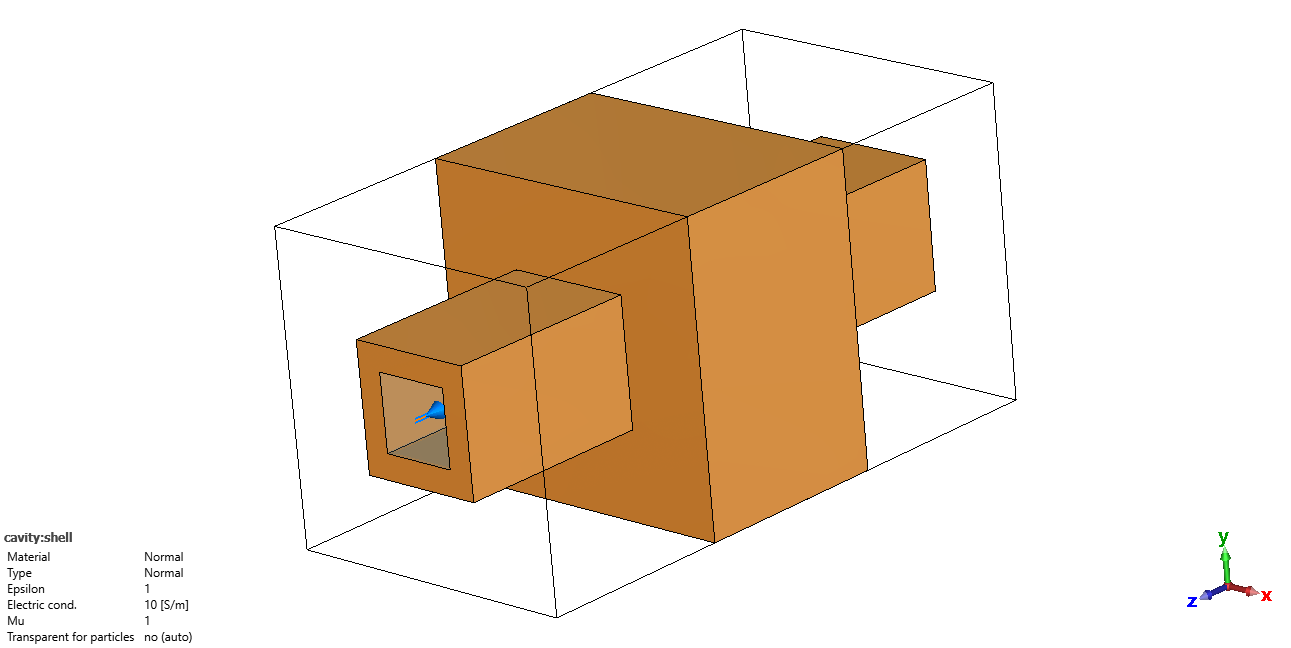 cavity:shell
Material Normal
Type Normal
Epsilon 1
Electric cond. 10 [S/m]
Mu 1
Transparent for particles no (auto)
y
z x